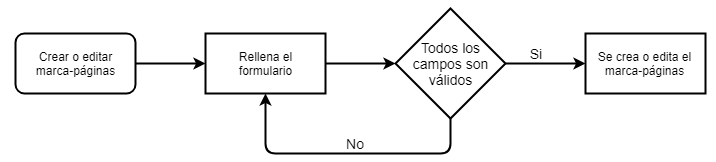 Crear o editar
marca-páginas
Rellena el
formulario
Todos los
campos son
válidos
Si
Se crea o edita el
marca-páginas
No